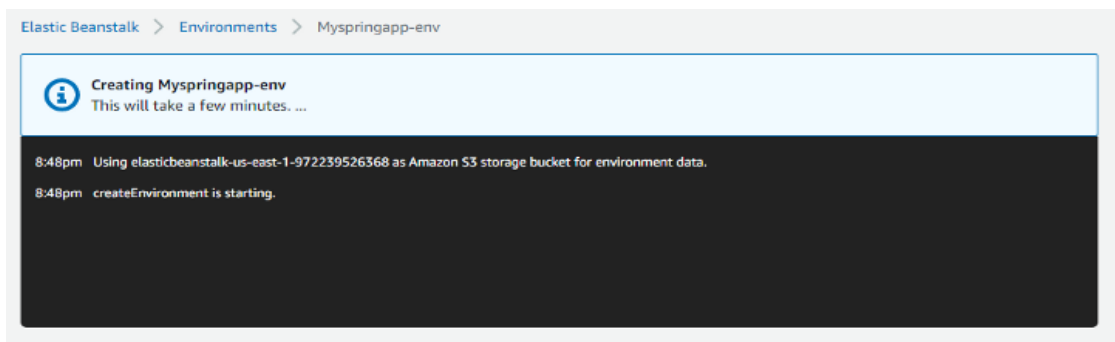 Elastic Beanstalk > Environments > Myspringapp-env
Creating Myspringapp-env
This will take a few minutes. ...
8:48pm Using elasticbeanstalk-us-east-1-972239526368 as Amazon S3 storage bucket for environment data.
8:48pm createEnvironment is starting.